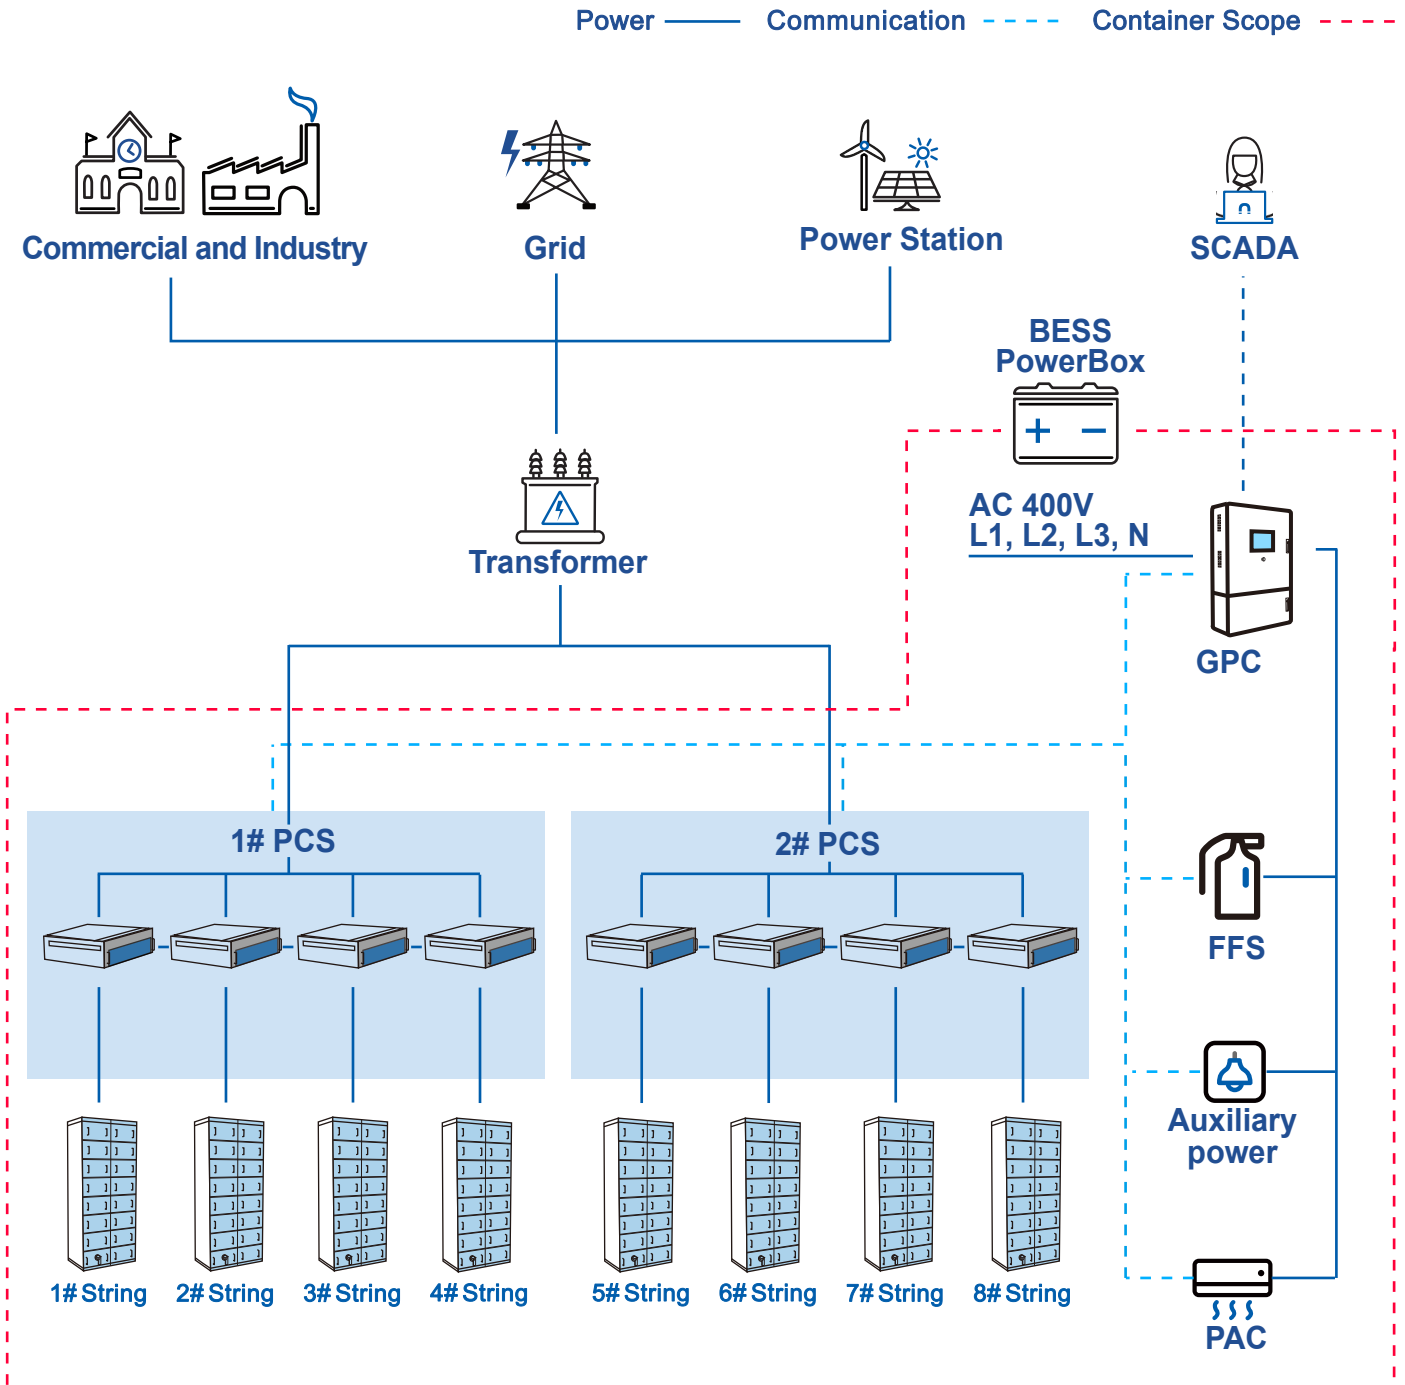 Power
Communication
Container Scope
Commercial and Industry
Grid
Power Station
SCADA
BESS
PowerBox
+ −
AC 400V
L1, L2, L3, N
Transformer
GPC
1# PCS
2# PCS
FFS
Auxiliary
power
1# String
2# String
3# String
4# String
5# String
6# String
7# String
8# String
PAC